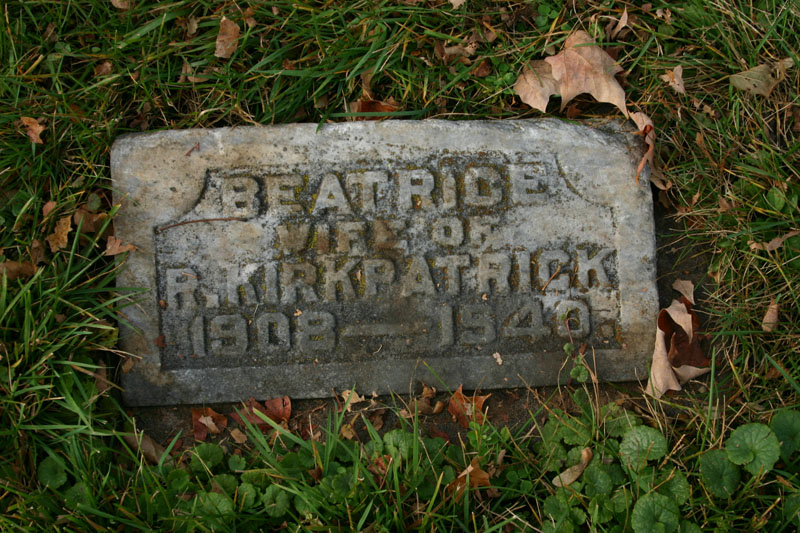 BEATRICE
WIFE OF
R. KIRKPATRICK
1908 — 1940